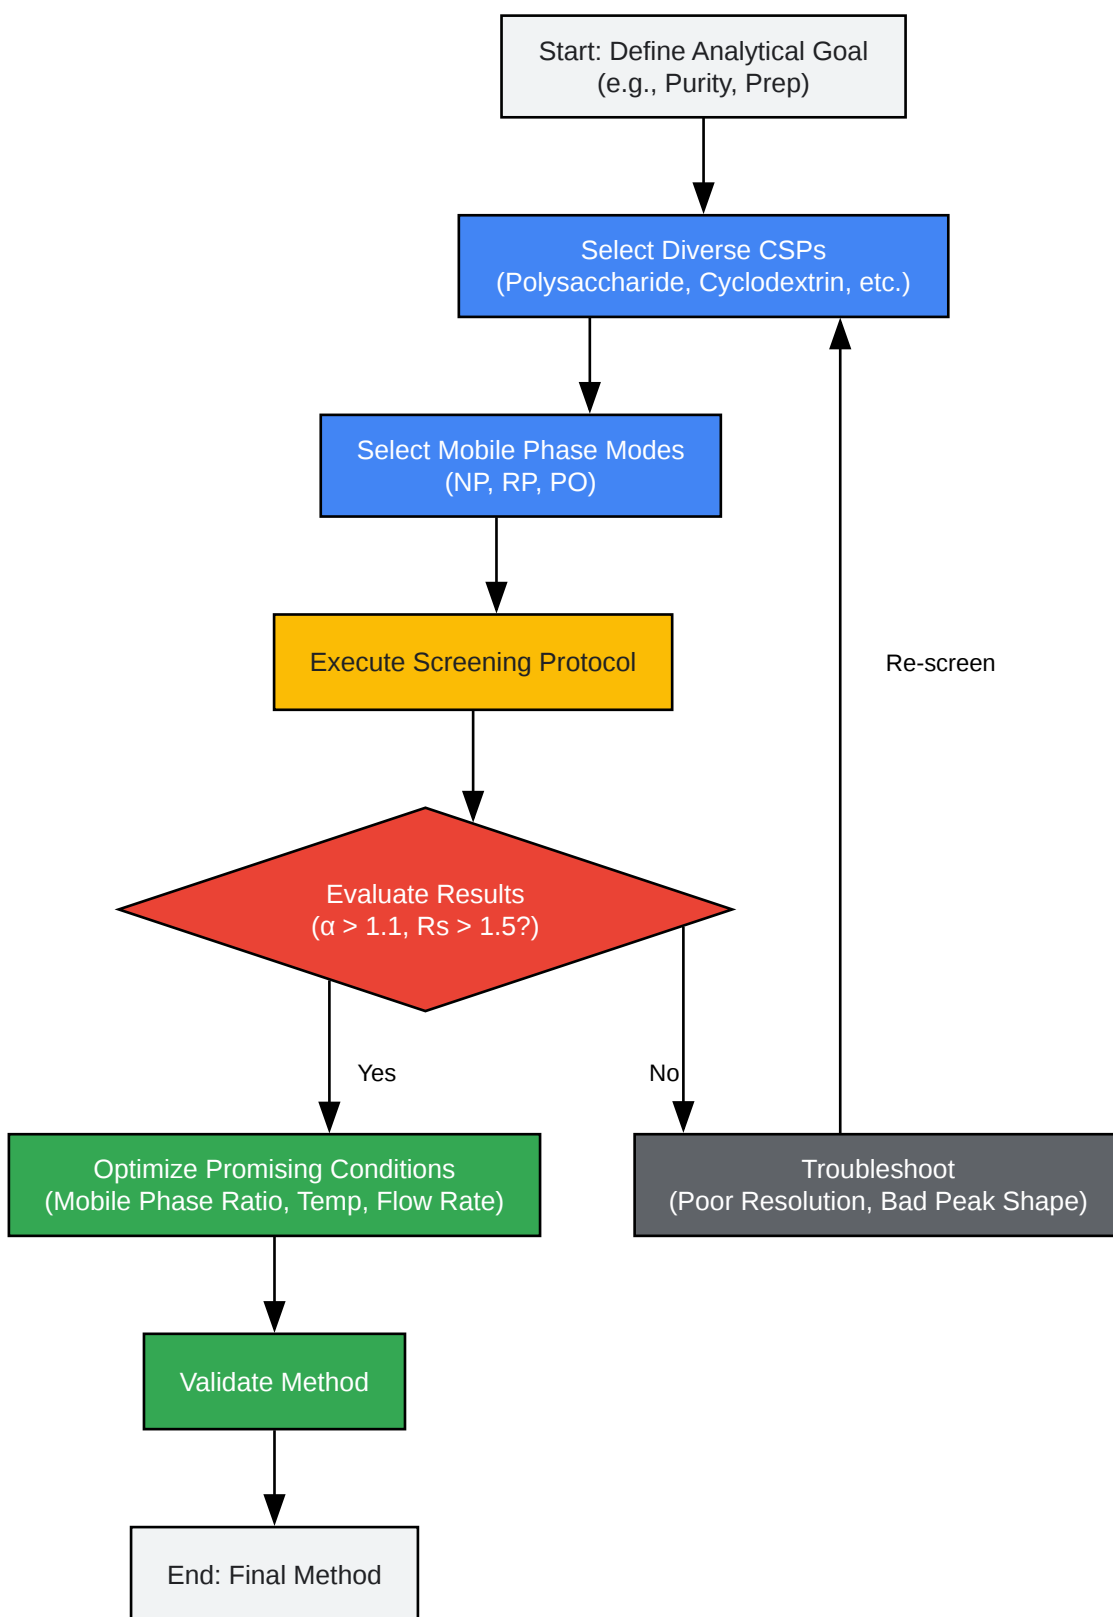 Start: Define Analytical Goal
(e.g., Purity, Prep)
Select Diverse CSPs
(Polysaccharide, Cyclodextrin, etc.)
Select Mobile Phase Modes
(NP, RP, PO)
Execute Screening Protocol
Re-screen
Evaluate Results
(α > 1.1, Rs > 1.5?)
Yes
No
Optimize Promising Conditions
(Mobile Phase Ratio, Temp, Flow Rate)
Troubleshoot
(Poor Resolution, Bad Peak Shape)
Validate Method
End: Final Method